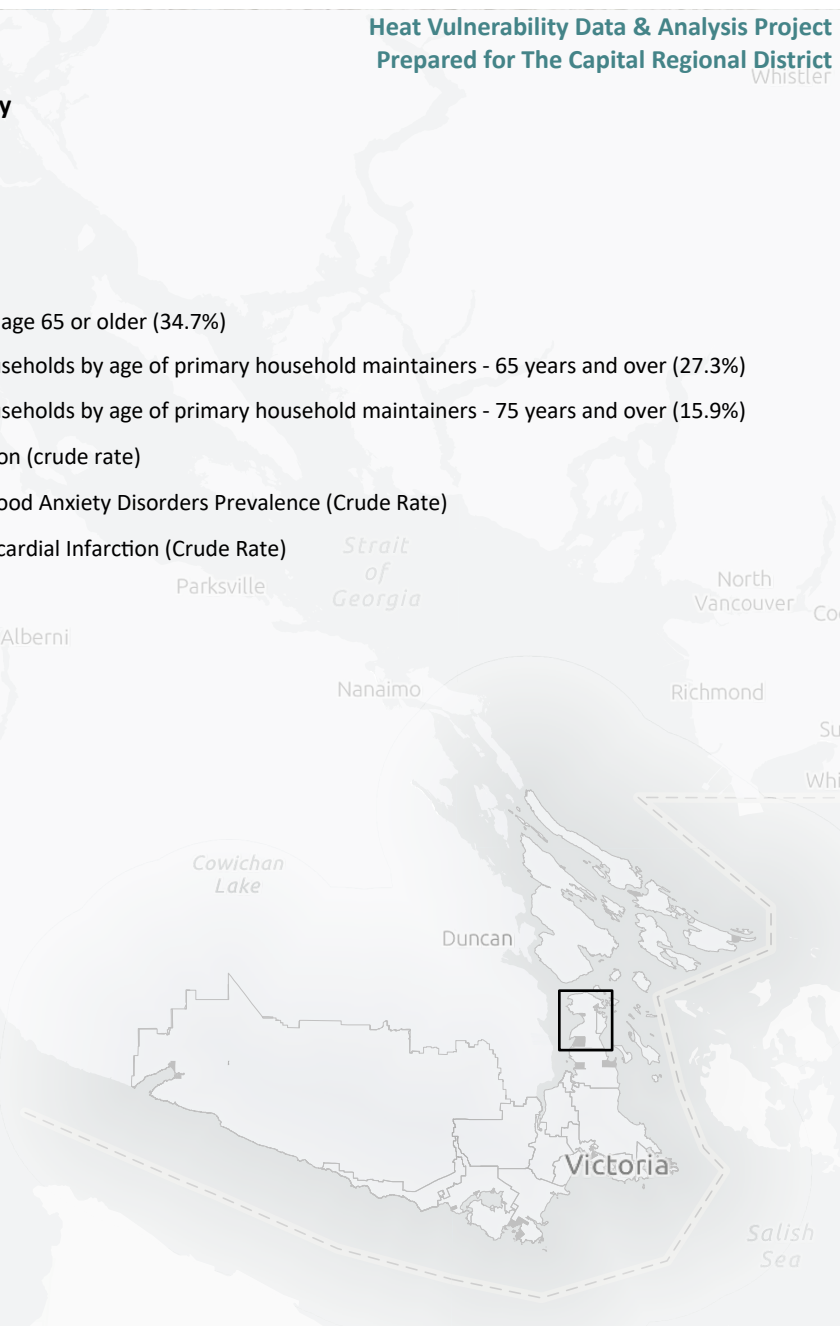 Heat Vulnerability Data & Analysis Project
Prepared for The Capital Regional District
Whistler
y
age 65 or older (34.7%)
seholds by age of primary household maintainers - 65 years and over (27.3%)
seholds by age of primary household maintainers - 75 years and over (15.9%)
on (crude rate)
ood Anxiety Disorders Prevalence (Crude Rate)
cardial Infarction (Crude Rate)
Strait
of
Georgia
Parksville
North
Vancouver
Co
Alberni
Nanaimo
Richmond
Su
Whi
Cowichan
Lake
Duncan
Victoria
Salish
Sea